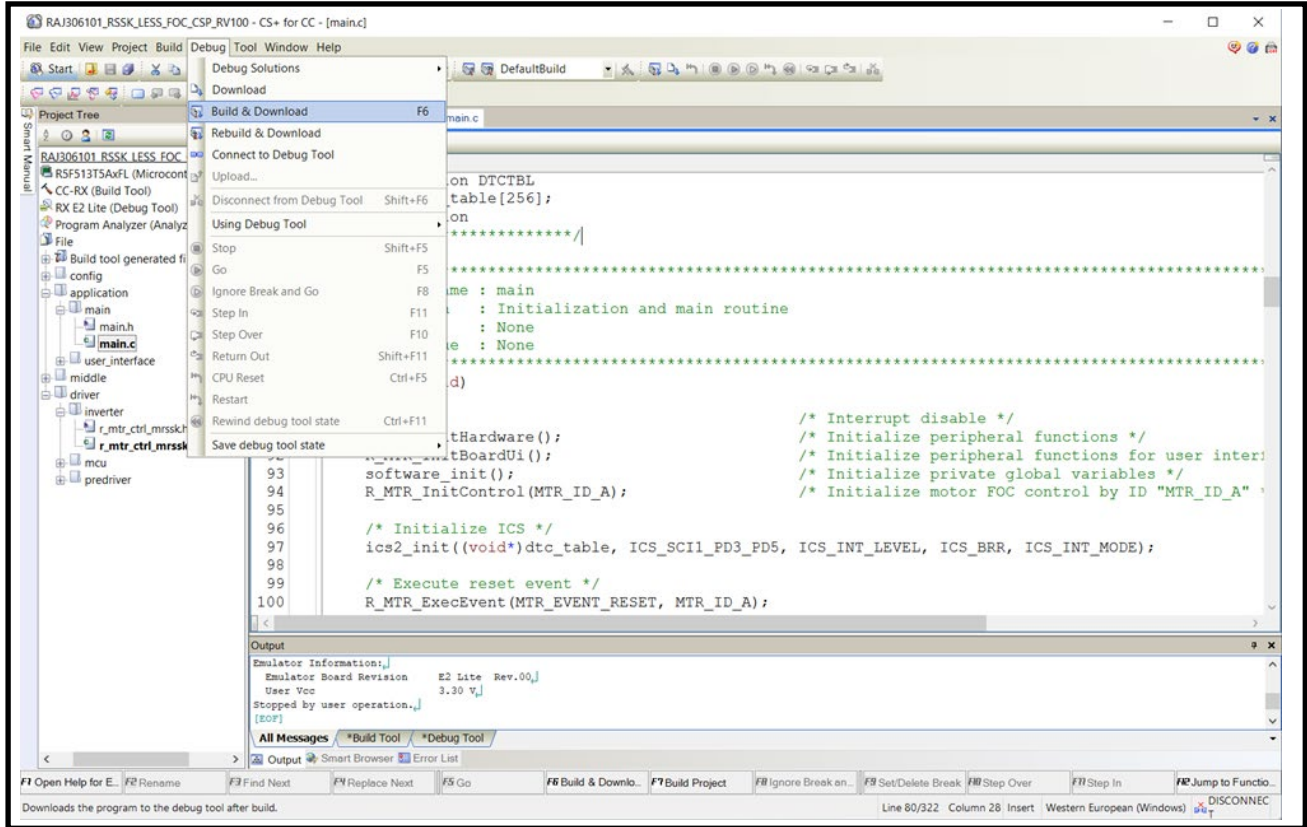 RAJ306101_RSSK_LESS_FOC_CSP_RV100 - CS+ for CC - [main.c]
File Edit View Project Build Debug Tool Window Help
Start
DefaultBuild
Debug Solutions
Download
Build & Download F6
Rebuild & Download
Connect to Debug Tool
Upload...
Disconnect from Debug Tool Shift+F6
Using Debug Tool
Stop Shift+F5
Go F5
Ignore Break and Go F8
Step In F11
Step Over F10
Return Out Shift+F11
CPU Reset Ctrl+F5
Restart
Rewind debug tool state Ctrl+F11
Save debug tool state
Smart Manual
Project Tree
RAJ306101_RSSK_LESS_FOC_
R5F513T5AxFL (Microcont
CC-RX (Build Tool)
RX E2 Lite (Debug Tool)
Program Analyzer (Analyz
File
Build tool generated fi
config
application
main
main.h
main.c
user_interface
middle
driver
inverter
r_mtr_ctrl_mrssk.h
r_mtr_ctrl_mrssk
mcu
predriver
main.c
on DTCTBL
table[256];
on
*************/
me : main
: Initialization and main routine
: None
e : None
d)
/* Interrupt disable */
tHardware(); /* Initialize peripheral functions */
92 R_MTR_InitBoardUi(); /* Initialize peripheral functions for user interf
93 software_init(); /* Initialize private global variables */
94 R_MTR_InitControl(MTR_ID_A); /* Initialize motor FOC control by ID "MTR_ID_A" *
95
96 /* Initialize ICS */
97 ics2_init((void*)dtc_table, ICS_SCI1_PD3_PD5, ICS_INT_LEVEL, ICS_BRR, ICS_INT_MODE);
98
99 /* Execute reset event */
100 R_MTR_ExecEvent(MTR_EVENT_RESET, MTR_ID_A);
Output
Emulator Information:
Emulator Board Revision E2 Lite Rev.00
User Vcc 3.30 V
Stopped by user operation.
[EOF]
All Messages *Build Tool *Debug Tool
Output Smart Browser Error List
F1 Open Help for E... F2 Rename F3 Find Next F4 Replace Next F5 Go F6 Build & Downlo... F7 Build Project F8 Ignore Break an... F9 Set/Delete Break F10 Step Over F11 Step In F12 Jump to Functio...
Downloads the program to the debug tool after build. Line 80/322 Column 28 Insert Western European (Windows) DISCONNECT